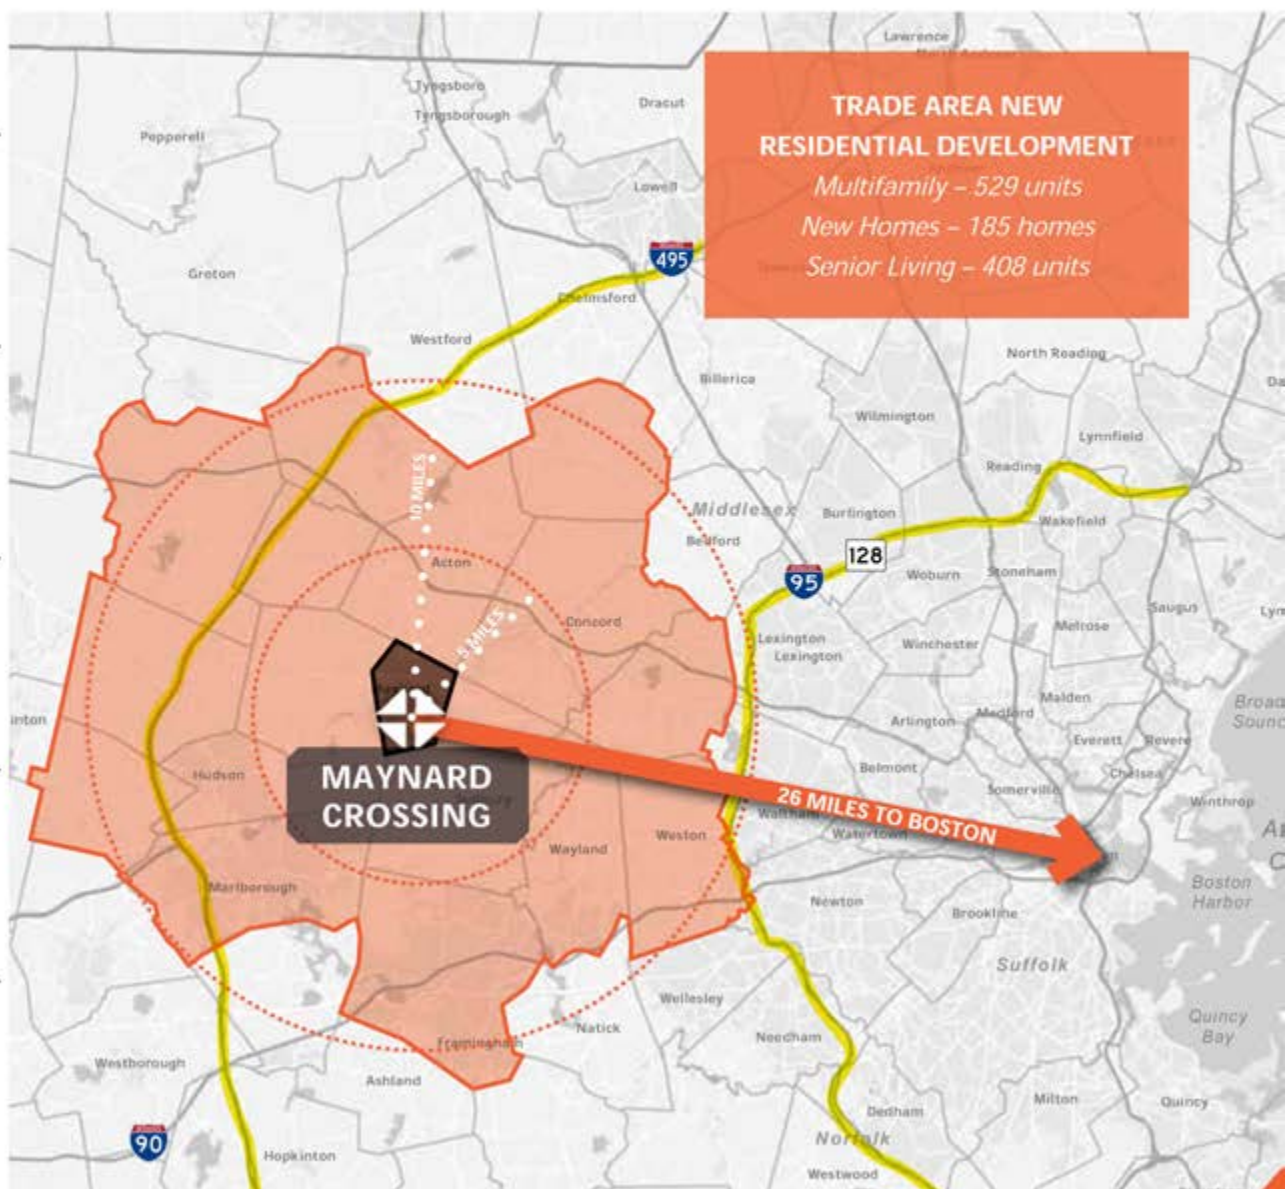 Lawrence
TRADE AREA NEW
RESIDENTIAL DEVELOPMENT
Multifamily – 529 units
New Homes – 185 homes
Senior Living – 408 units
Tyngsboro
Tyngsborough
Dracut
Pepperell
Lowell
495
Groton
Chelmsford
Westford
North Reading
Billerica
Wilmington
Lynnfield
Reading
10 MILES
Middlesex
Burlington
Wakefield
Bedford
128
Acton
95
Woburn
Stoneham
Saugus
5 MILES
Concord
Melrose
Lexington
Lexington
Winchester
Malden
Medford
Arlington
Everett
Revere
Hudson
MAYNARD
CROSSING
Belmont
Chelsea
Somerville
Winthrop
26 MILES TO BOSTON
Waltham
Watertown
Weston
Wayland
Marlborough
Boston
Harbor
Newton
Brookline
Suffolk
Wellesley
Natick
Quincy
Bay
Needham
Framingham
Westborough
Ashland
Milton
Quincy
Dedham
90
Norfolk
Hopkinton
Westwood